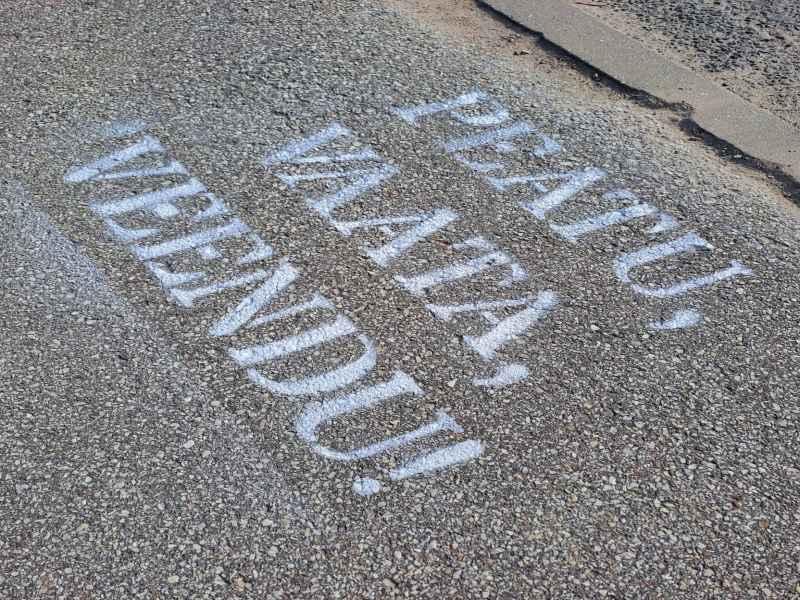 PEATU,
VAATA,
VEENDU!